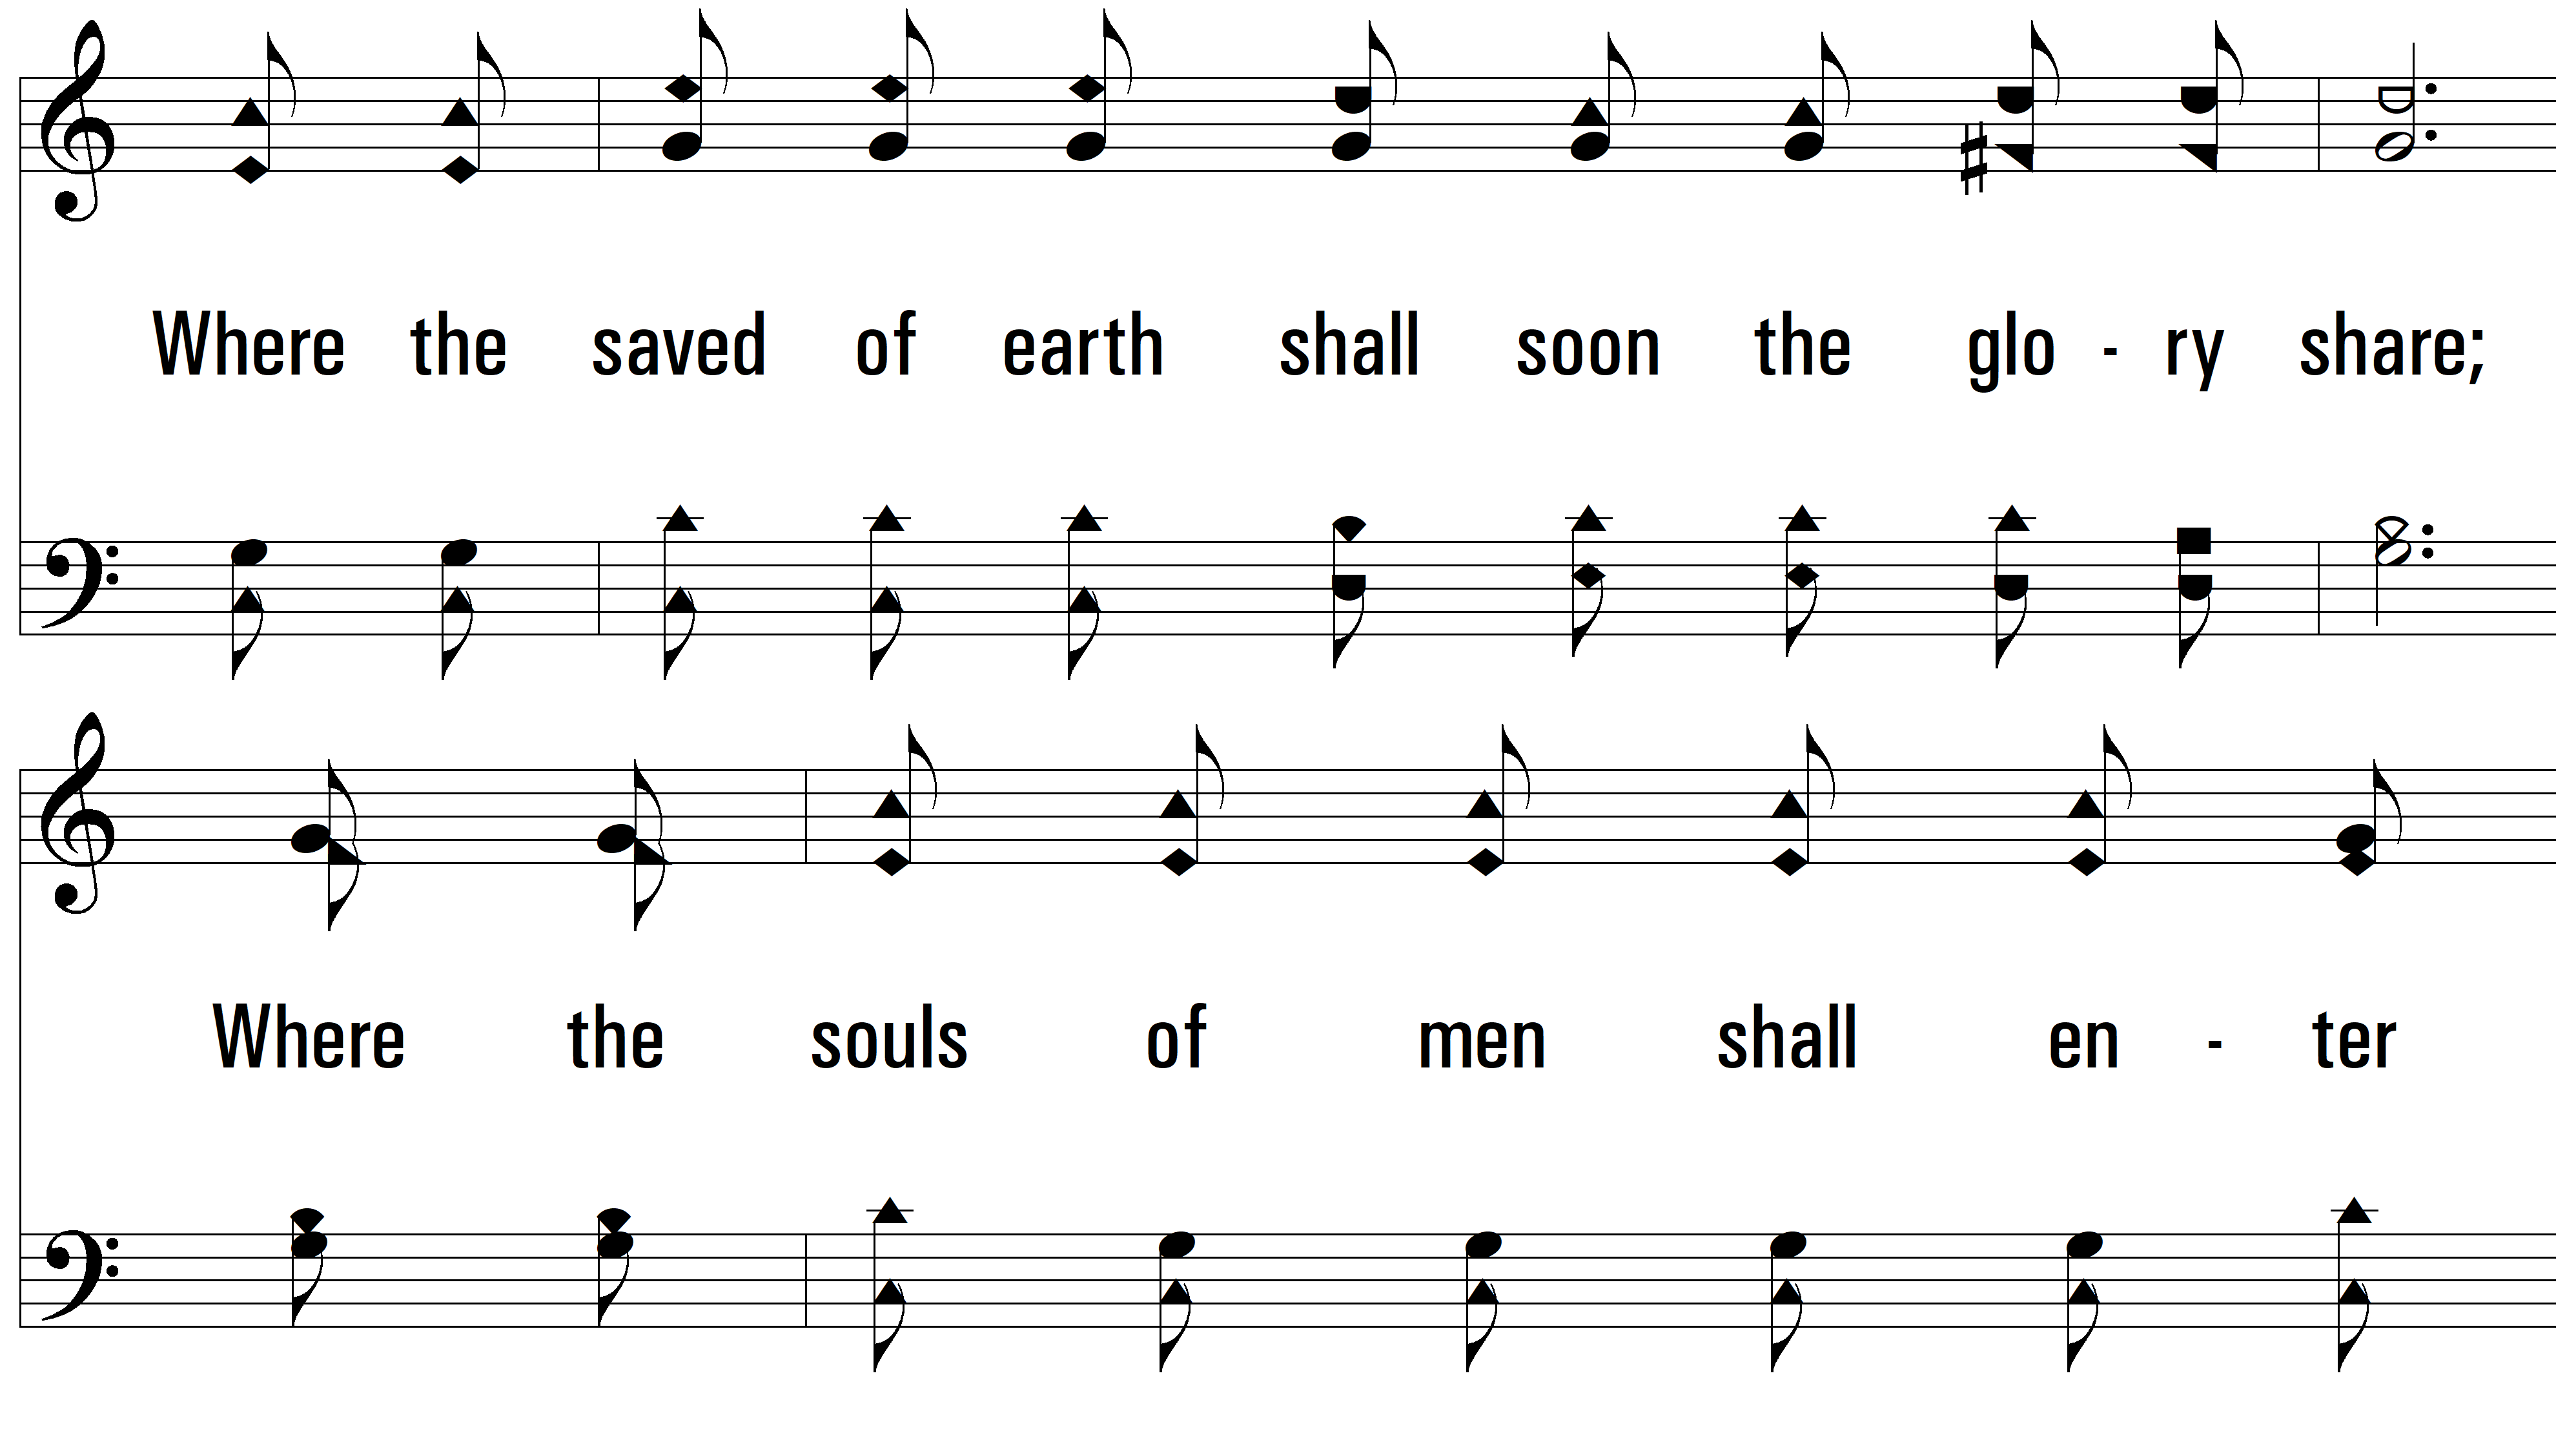 Where the saved of earth shall soon the glo - ry share;
Where the souls of men shall en - ter